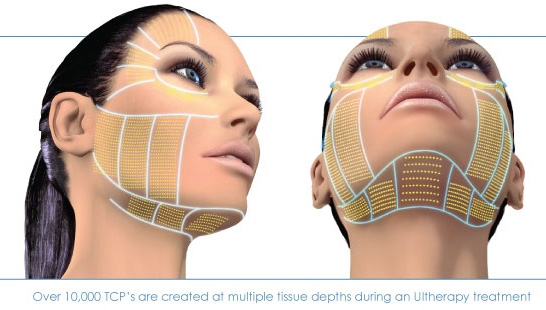 Over 10,000 TCP's are created at multiple tissue depths during an Ultherapy treatment